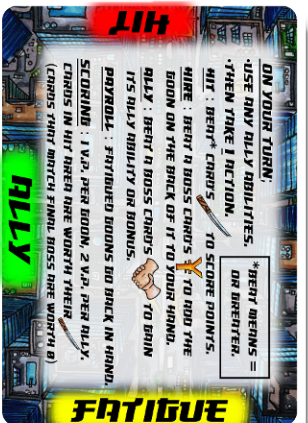 HIT
ON YOUR TURN,
•USE ANY ALLY ABILITIES.
•THEN TAKE 1 ACTION.
*BEAT MEANS =
OR GREATER.
HIT : BEAT* CARDS TO SCORE POINTS.
HIRE : BEAT A BOSS CARD'S TO ADD THE
GOON ON THE BACK OF IT TO YOUR HAND.
ALLY : BEAT A BOSS CARD'S TO GAIN
ITS ALLY ABILITY OR BONUS.
PAYROLL : FATIGUED GOONS GO BACK IN HAND.
SCORING : 1 V.P. PER GOON, 2 V.P. PER ALLY.
CARDS IN HIT AREA ARE WORTH THEIR
(CARDS THAT MATCH FINAL BOSS ARE WORTH 0)
ALLY
FATIGUE